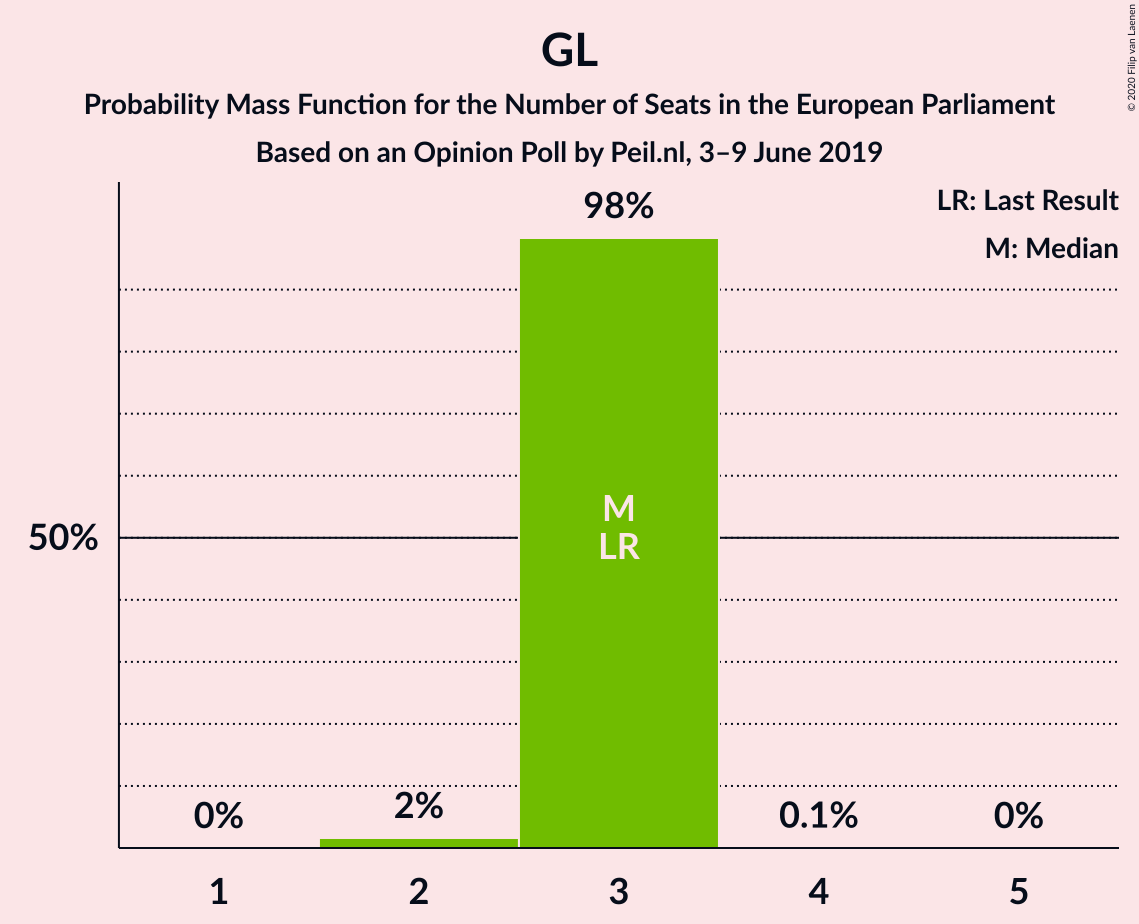 GL
Probability Mass Function for the Number of Seats in the European Parliament
Based on an Opinion Poll by Peil.nl, 3–9 June 2019
© 2020 Filip van Laenen
LR: Last Result
M: Median
98%
M
LR
50%
0%
2%
0.1%
0%
1
2
3
4
5